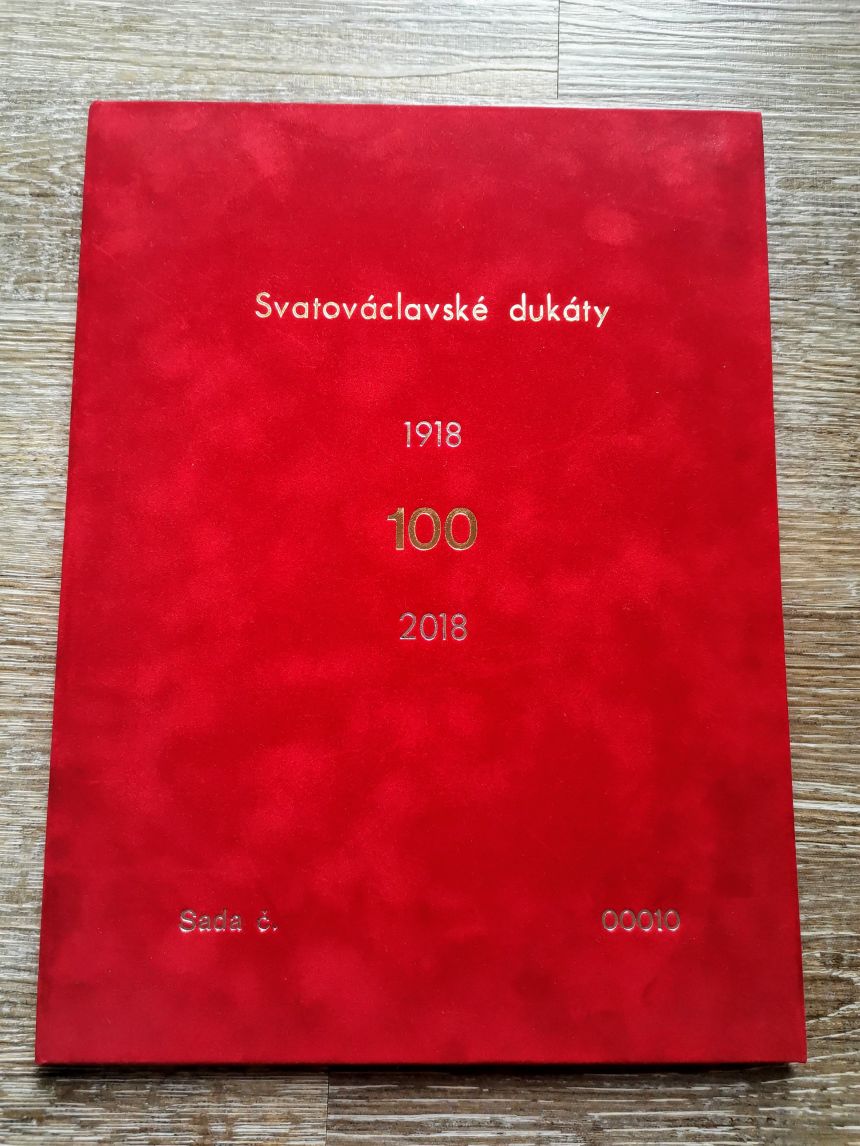 Svatováclavské dukáty
1918
100
2018
Sada č. 00010